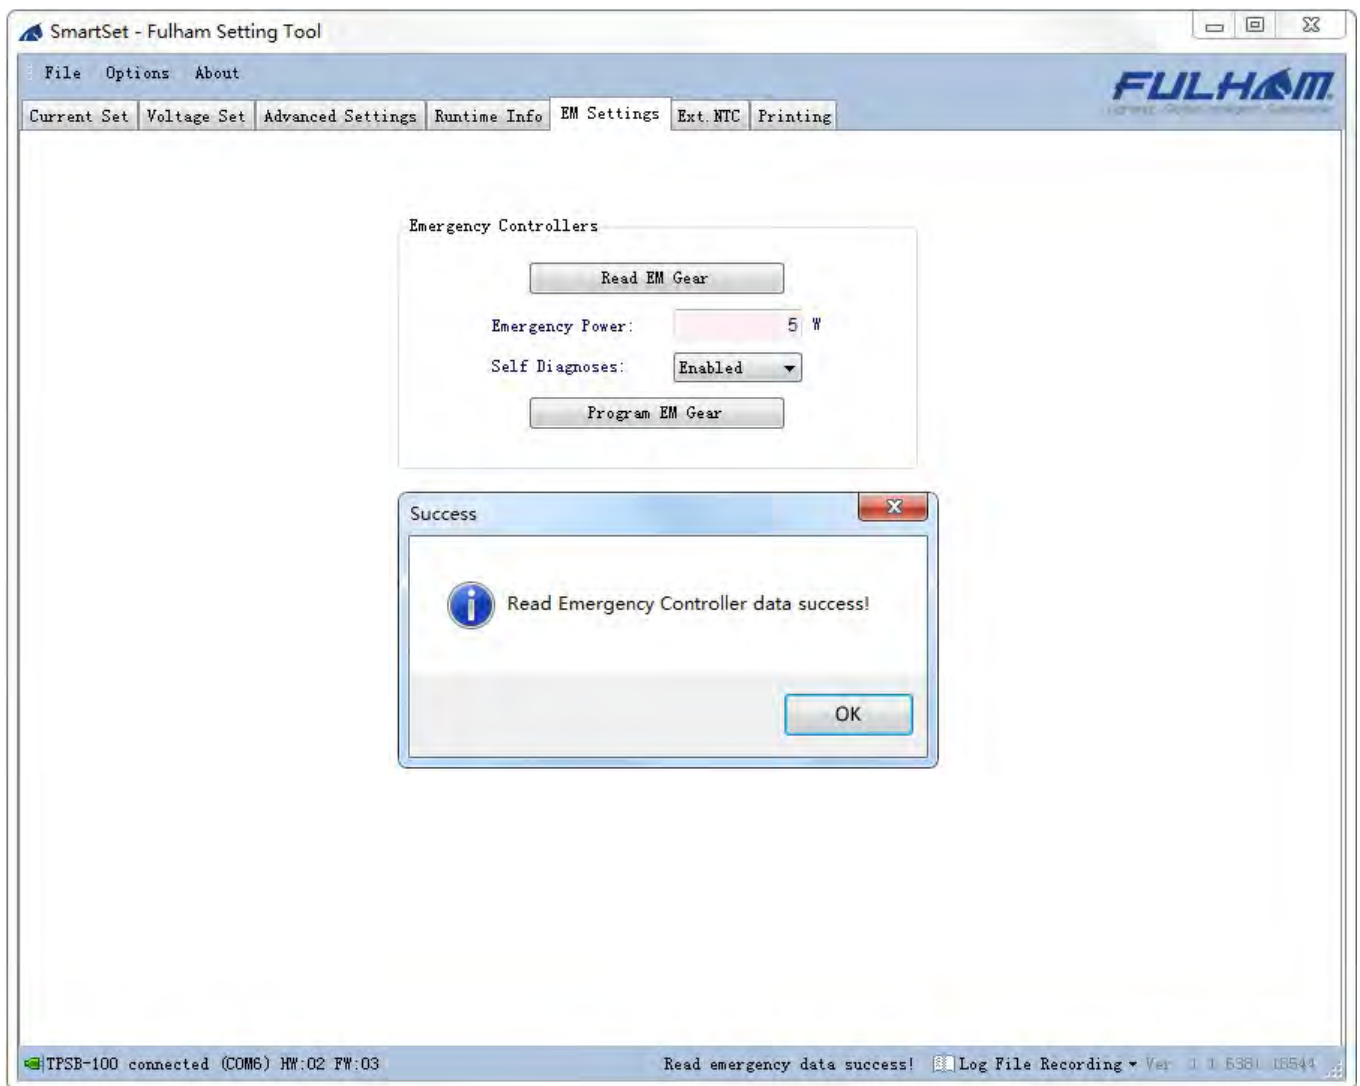 SmartSet - Fulham Setting Tool
File Options About
FULHAM
Current Set Voltage Set Advanced Settings Runtime Info EM Settings Ext.NTC Printing
Emergency Controllers
Read EM Gear
Emergency Power: 5 W
Self Diagnoses: Enabled
Program EM Gear
Success
Read Emergency Controller data success!
OK
TPSB-100 connected (COM6) HW:02 FW:03 Read emergency data success! Log File Recording Ver